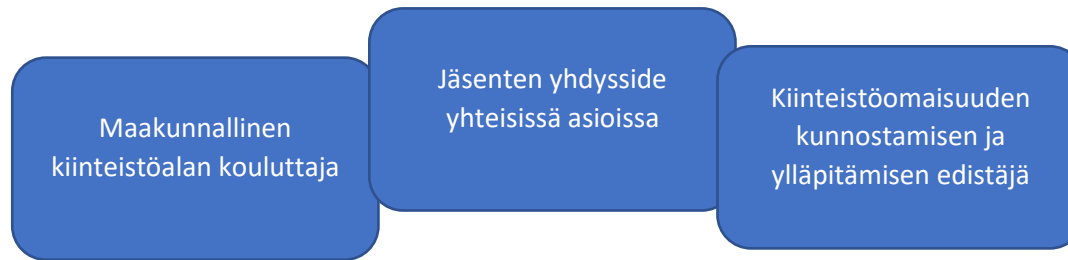 Maakunnallinen
kiinteistöalan kouluttaja
Jäsenten yhdysside
yhteisissä asioissa
Kiinteistöomaisuuden
kunnostamisen ja
ylläpitämisen edistäjä